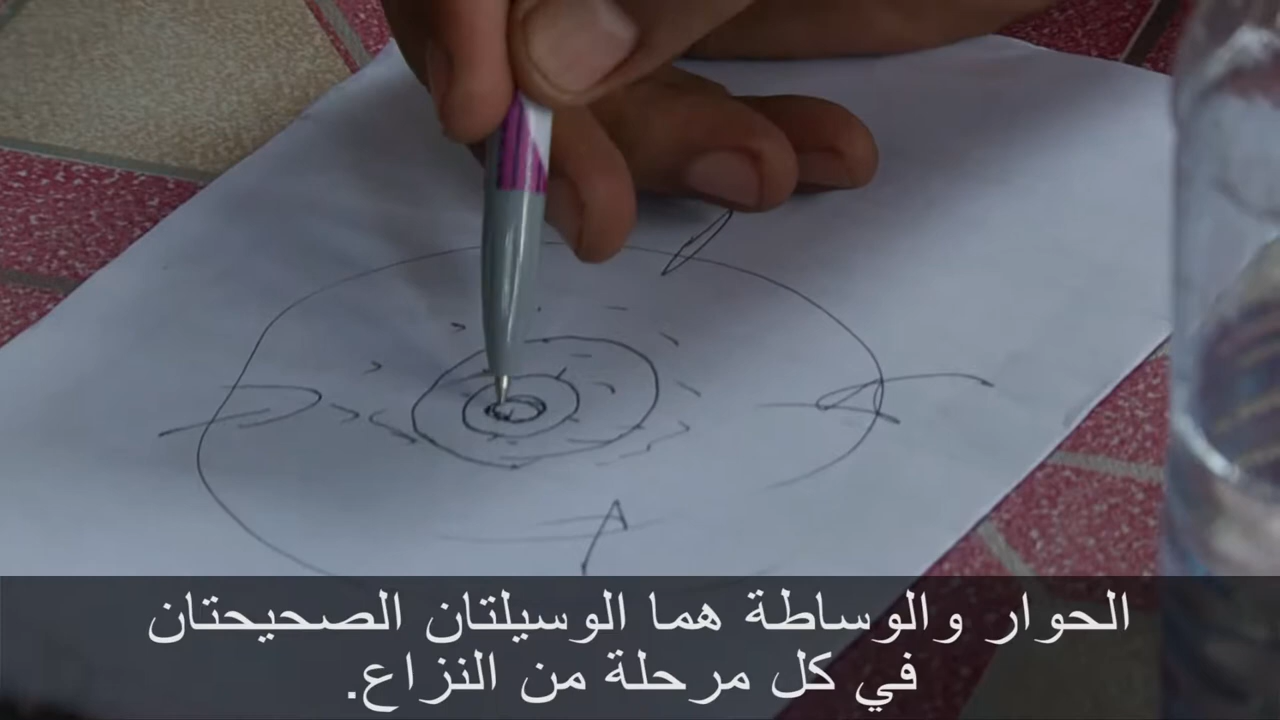 الحوار والوساطة هما الوسيلتان الصحيحتان
في كل مرحلة من النزاع.